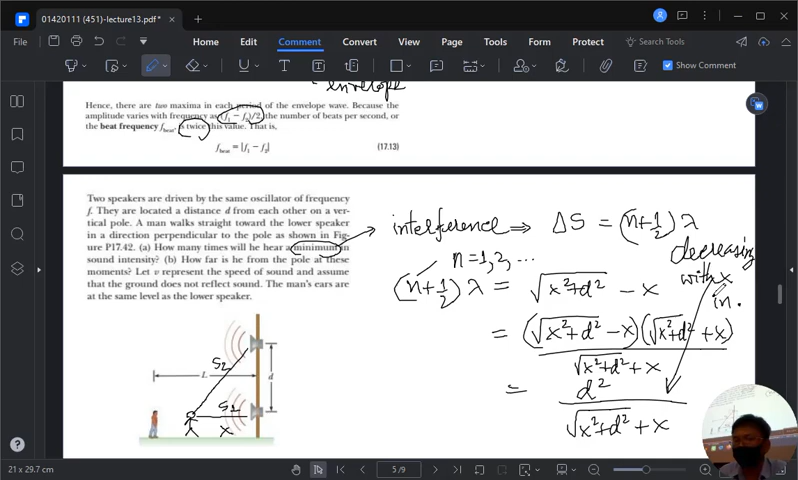 01420111 (451)-lecture13.pdf*
File Home Comment Convert View Page Protect Form Search Tools
Show Comment
envelope
Hence, there are two maxima in each period of the envelope wave. Because the
amplitude varies with frequency as (f₁ − f₂)/2, the number of beats per second, or
the beat frequency f_beat, is twice this value. That is,
f_beat = |f₁ − f₂| (17.13)
Two speakers are driven by the same oscillator of frequency
f. They are located a distance d from each other on a ver-
tical pole. A man walks straight toward the lower speaker
in a direction perpendicular to the pole as shown in Fig-
ure P17.42. (a) How many times will he hear a minimum in
sound intensity? (b) How far is he from the pole at these
moments? Let v represent the speed of sound and assume
that the ground does not reflect sound. The man's ears are
at the same level as the lower speaker.
interference ⇒ ΔS = (n+½)λ
n=1,2,...
decreasing
with x
in.
(n+½)λ = √(x²+d²) − x
= (√(x²+d²) − x)(√(x²+d²) + x)
√(x²+d²) + x
= d²
√(x²+d²) + x
S₂
L
d
S₁
x
21 x 29.7 cm
5 /9